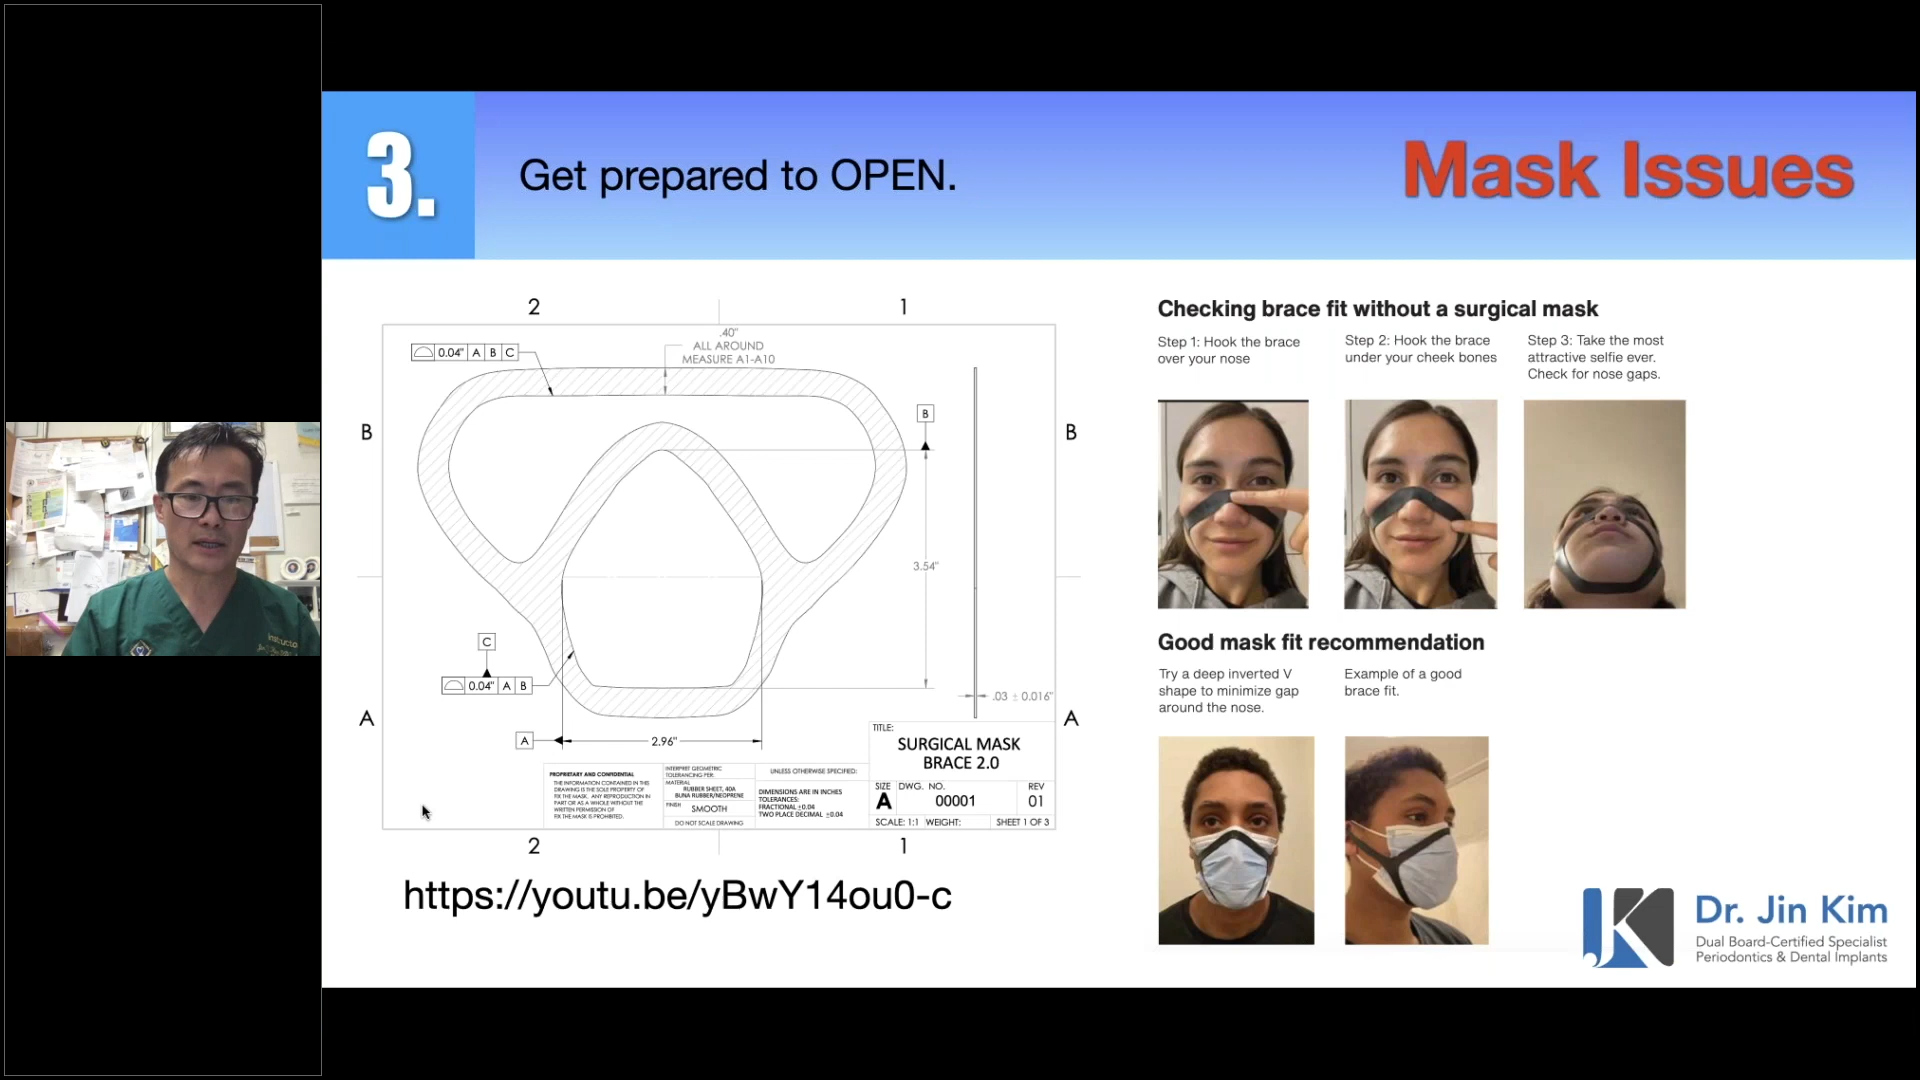 3.
Get prepared to OPEN.
Mask Issues
2
1
.40"
ALL AROUND
MEASURE A1-A10
0.04" A B C
B
B
B
3.54"
C
0.04" A B
.03 ± 0.016"
A
A
A
2.96"
TITLE:
SURGICAL MASK
BRACE 2.0
SIZE
DWG. NO.
REV
A
00001
01
SCALE: 1:1 WEIGHT:
SHEET 1 OF 3
PROPRIETARY AND CONFIDENTIAL
THE INFORMATION CONTAINED IN THIS
DRAWING IS THE SOLE PROPERTY OF
FIX THE MASK. ANY REPRODUCTION IN
PART OR AS A WHOLE WITHOUT THE
WRITTEN PERMISSION OF
FIX THE MASK IS PROHIBITED.
INTERPRET GEOMETRIC
TOLERANCING PER:
MATERIAL
RUBBER SHEET, 40A
BUNA RUBBER/NEOPRENE
FINISH
SMOOTH
DO NOT SCALE DRAWING
UNLESS OTHERWISE SPECIFIED:
DIMENSIONS ARE IN INCHES
TOLERANCES:
FRACTIONAL ±0.04
TWO PLACE DECIMAL ±0.04
2
1
https://youtu.be/yBwY14ou0-c
Checking brace fit without a surgical mask
Step 1: Hook the brace
over your nose
Step 2: Hook the brace
under your cheek bones
Step 3: Take the most
attractive selfie ever.
Check for nose gaps.
Good mask fit recommendation
Try a deep inverted V
shape to minimize gap
around the nose.
Example of a good
brace fit.
JK
Dr. Jin Kim
Dual Board-Certified Specialist
Periodontics & Dental Implants